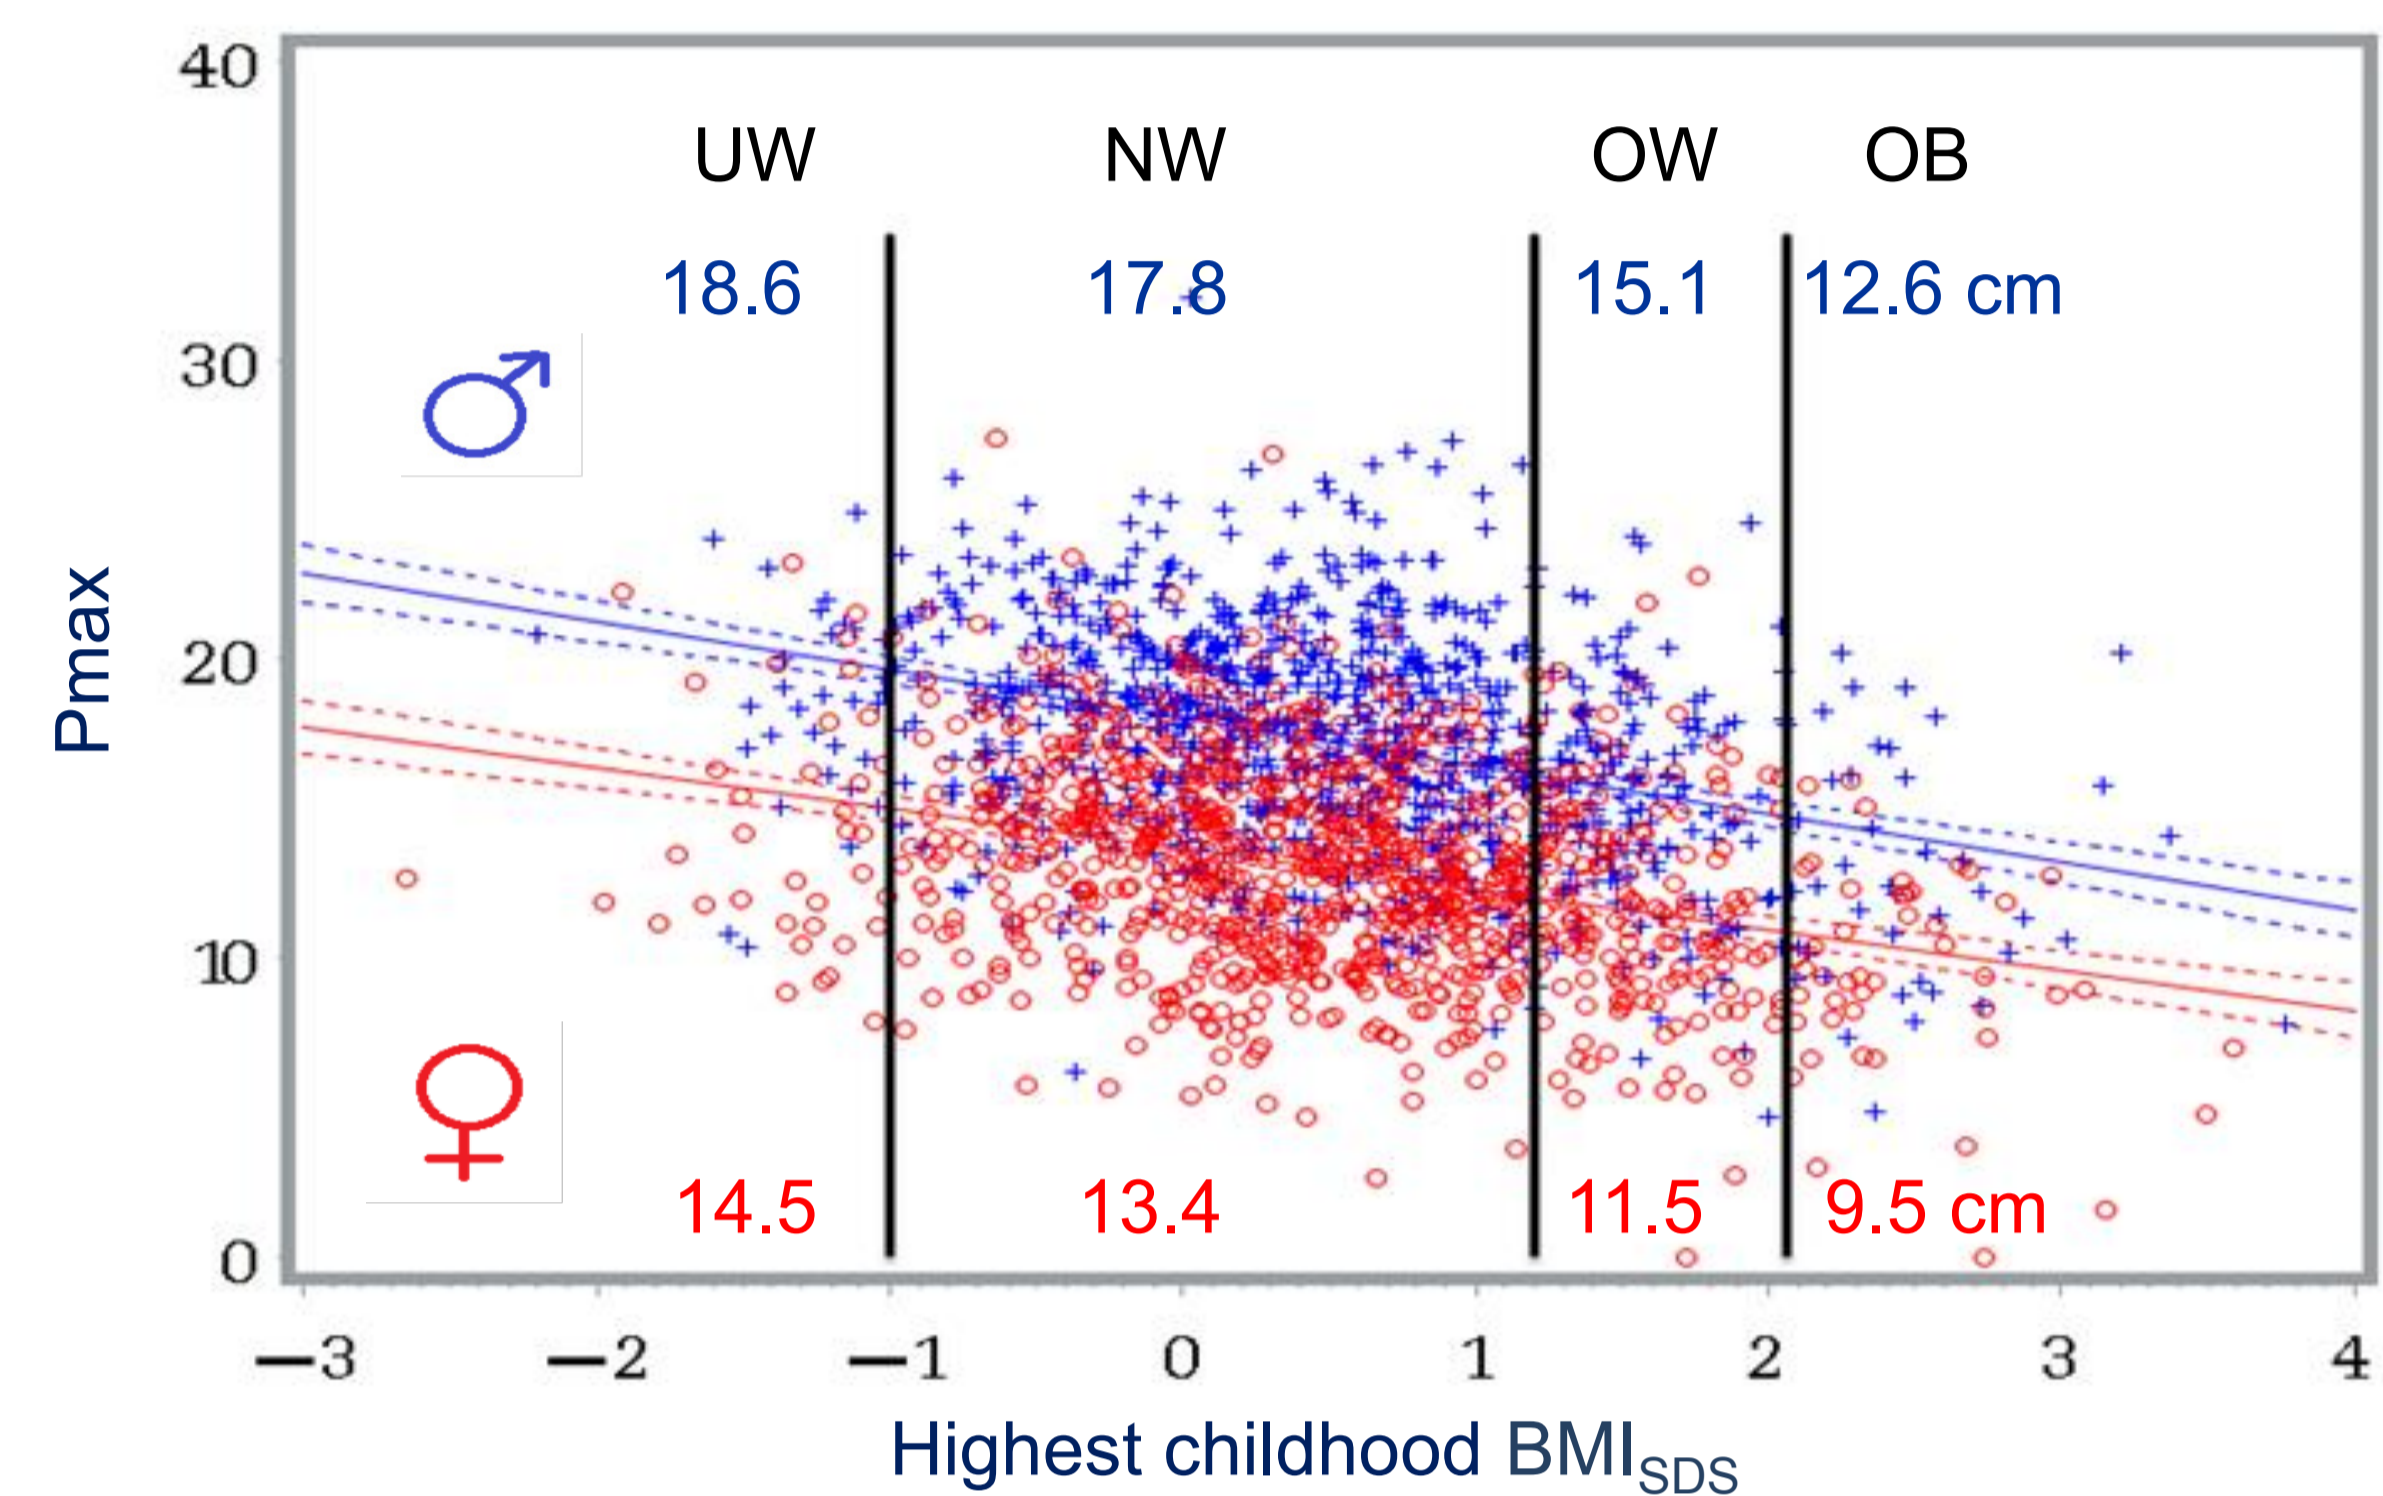 40
UW NW OW OB
18.6 17.8 15.1 12.6 cm
30
20
Pmax
10
14.5 13.4 11.5 9.5 cm
0
−3 −2 −1 0 1 2 3 4
Highest childhood BMISDS